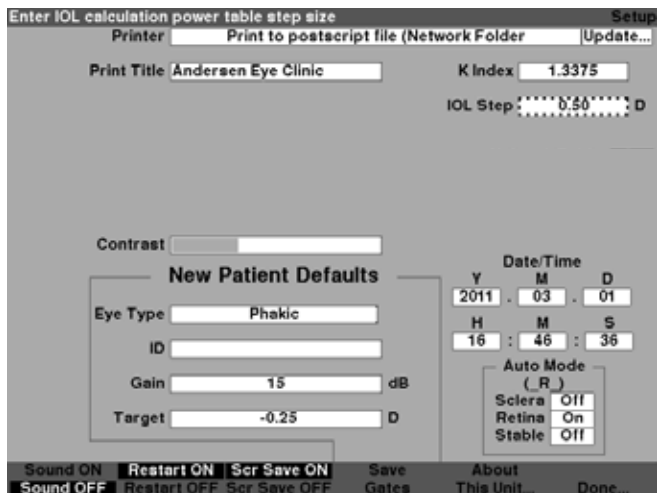 Enter IOL calculation power table step size Setup
Printer Print to postscript file (Network Folder Update...
Print Title Andersen Eye Clinic K Index 1.3375
IOL Step 0.50 D
Contrast
New Patient Defaults
Eye Type Phakic
ID
Gain 15 dB
Target -0.25 D
Date/Time
Y M D
2011 . 03 . 01
H M S
16 : 46 : 36
Auto Mode
(_R_)
Sclera Off
Retina On
Stable Off
Sound ON Restart ON Scr Save ON Save About
Sound OFF Restart OFF Scr Save OFF Gates This Unit... Done...